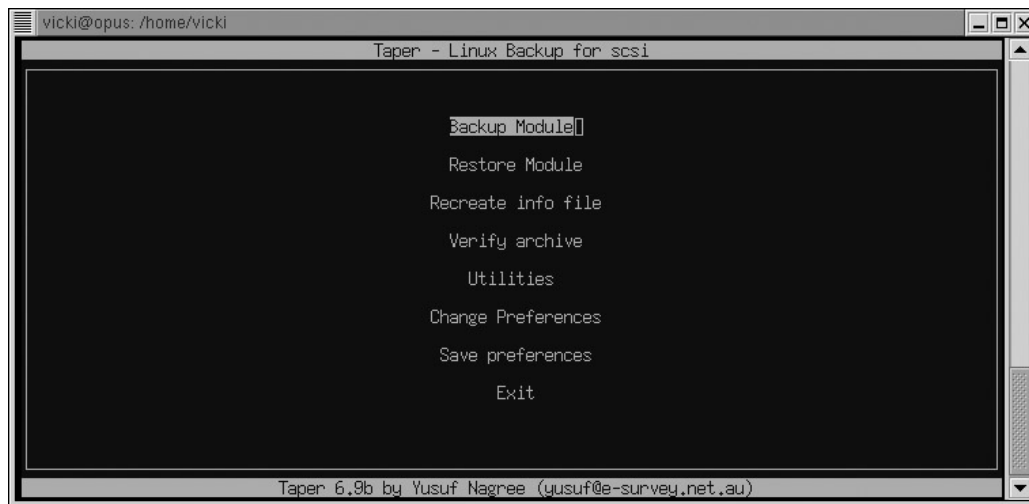 vicki@opus: /home/vicki
Taper - Linux Backup for scsi
Backup Module
Restore Module
Recreate info file
Verify archive
Utilities
Change Preferences
Save preferences
Exit
Taper 6.9b by Yusuf Nagree (yusuf@e-survey.net.au)